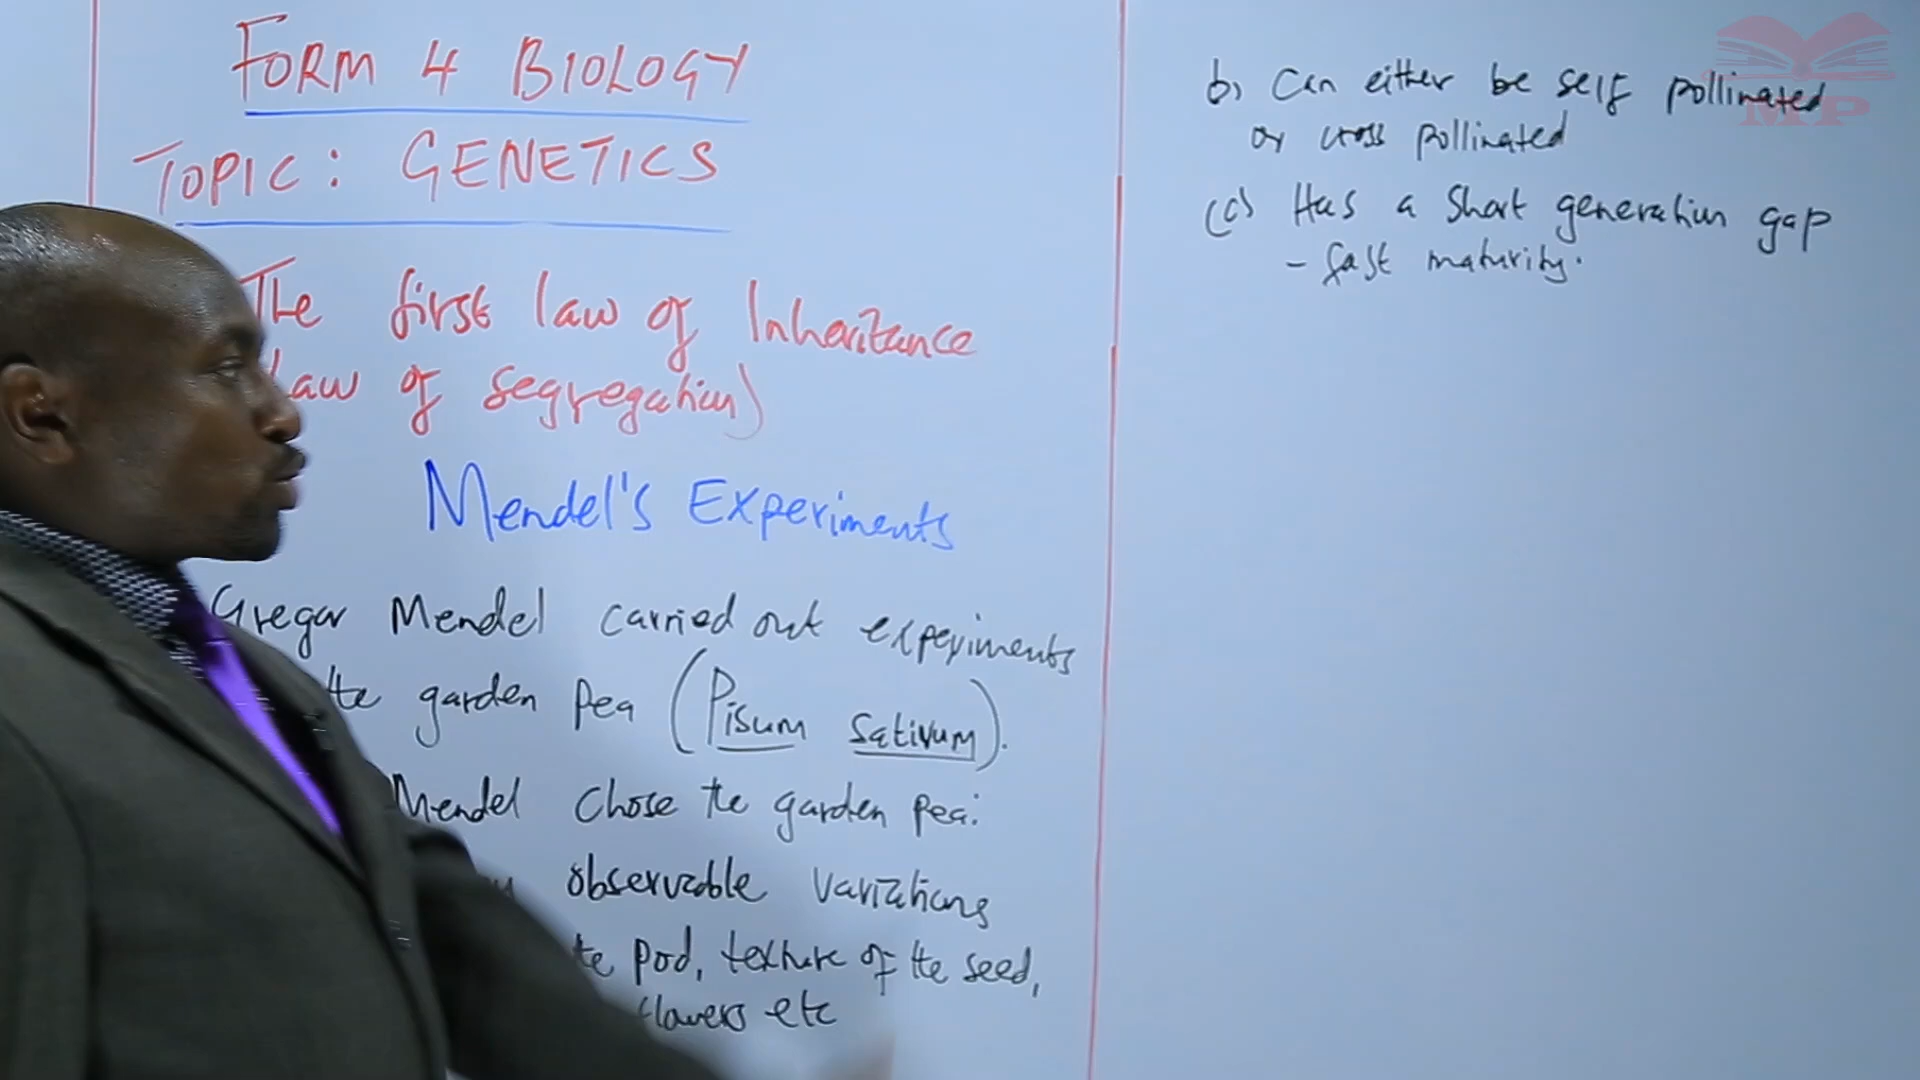 FORM 4 BIOLOGY
TOPIC: GENETICS
The first law of Inheritance
Law of segregation)
Mendel's Experiments
Gregor Mendel carried out experiments
the garden pea (Pisum sativum).
Mendel chose the garden pea:
observable variations
the pod, texture of the seed,
flowers etc
b) Can either be self pollinated
or cross pollinated
(c) Has a short generation gap
- fast maturity.
MP